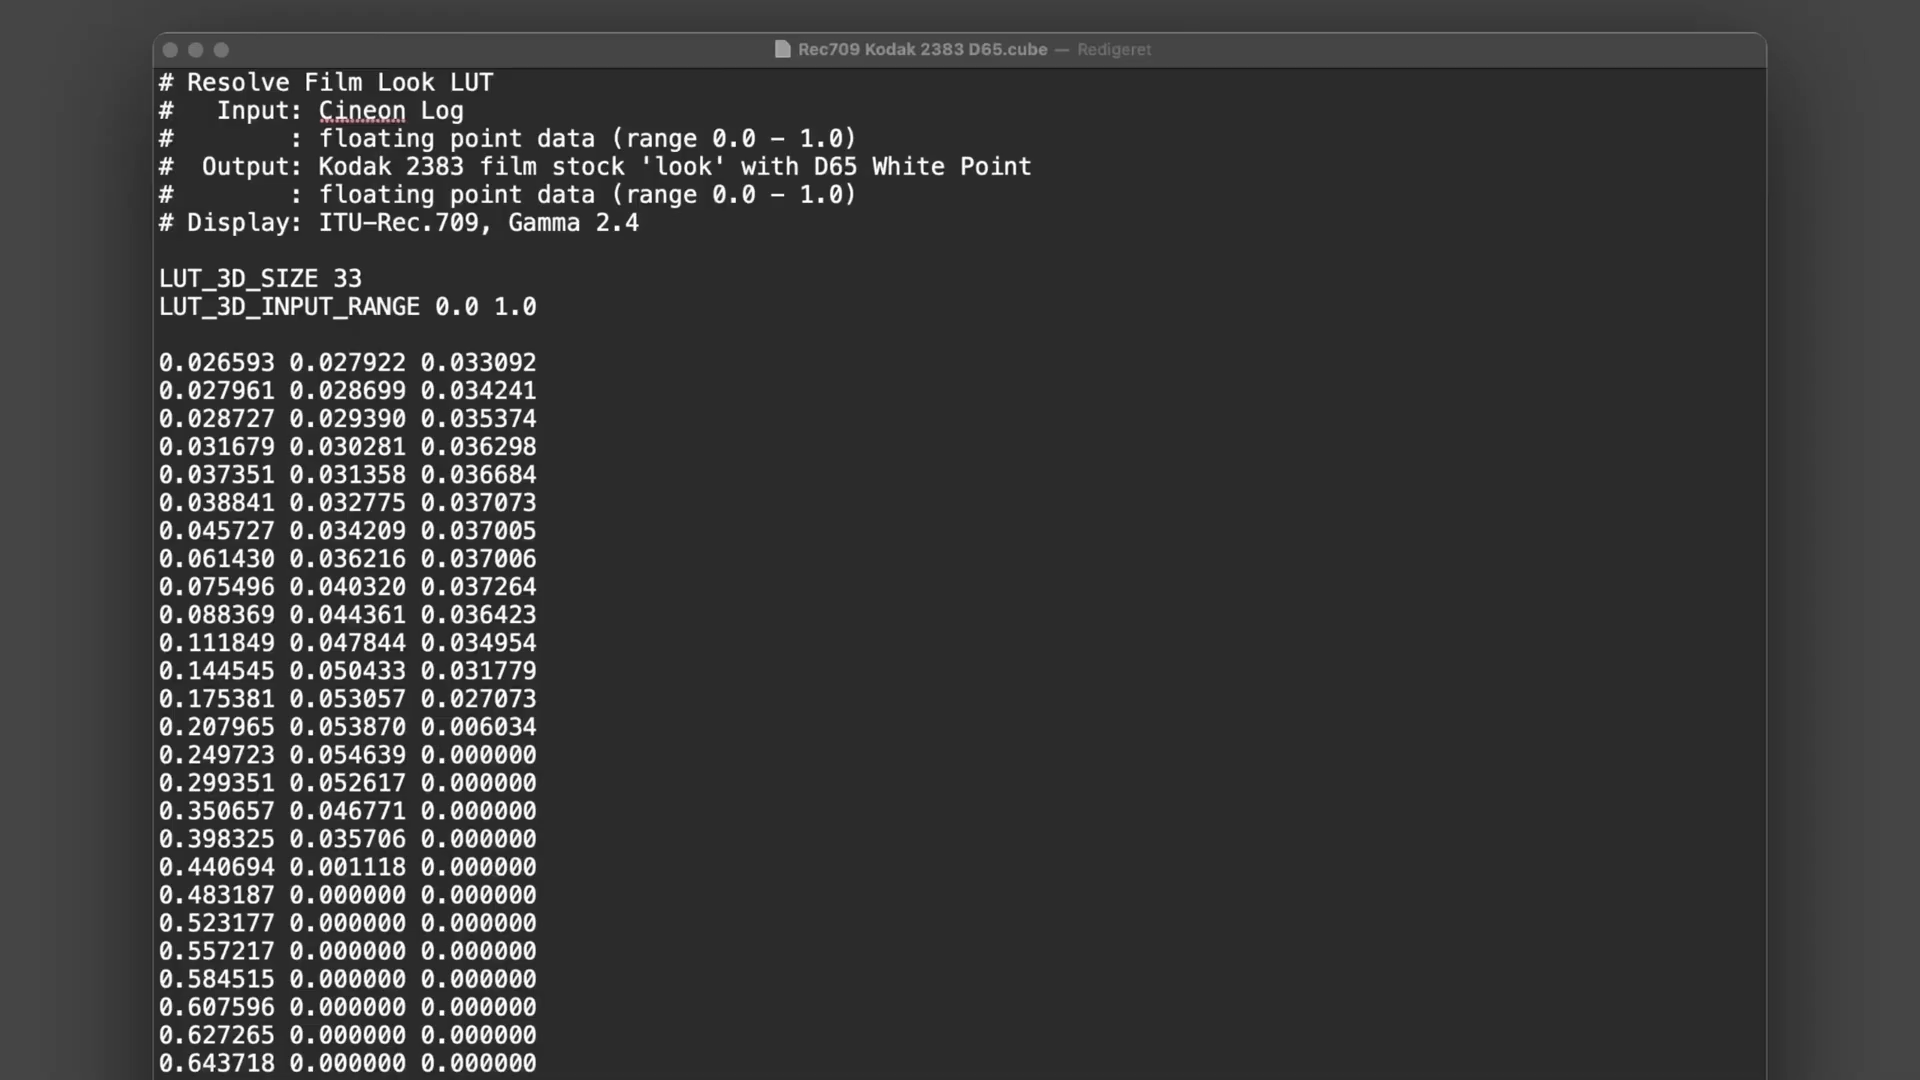 Rec709 Kodak 2383 D65.cube — Redigeret
# Resolve Film Look LUT
#   Input: Cineon Log
#        : floating point data (range 0.0 - 1.0)
#  Output: Kodak 2383 film stock 'look' with D65 White Point
#        : floating point data (range 0.0 - 1.0)
# Display: ITU-Rec.709, Gamma 2.4
LUT_3D_SIZE 33
LUT_3D_INPUT_RANGE 0.0 1.0
0.026593 0.027922 0.033092
0.027961 0.028699 0.034241
0.028727 0.029390 0.035374
0.031679 0.030281 0.036298
0.037351 0.031358 0.036684
0.038841 0.032775 0.037073
0.045727 0.034209 0.037005
0.061430 0.036216 0.037006
0.075496 0.040320 0.037264
0.088369 0.044361 0.036423
0.111849 0.047844 0.034954
0.144545 0.050433 0.031779
0.175381 0.053057 0.027073
0.207965 0.053870 0.006034
0.249723 0.054639 0.000000
0.299351 0.052617 0.000000
0.350657 0.046771 0.000000
0.398325 0.035706 0.000000
0.440694 0.001118 0.000000
0.483187 0.000000 0.000000
0.523177 0.000000 0.000000
0.557217 0.000000 0.000000
0.584515 0.000000 0.000000
0.607596 0.000000 0.000000
0.627265 0.000000 0.000000
0.643718 0.000000 0.000000